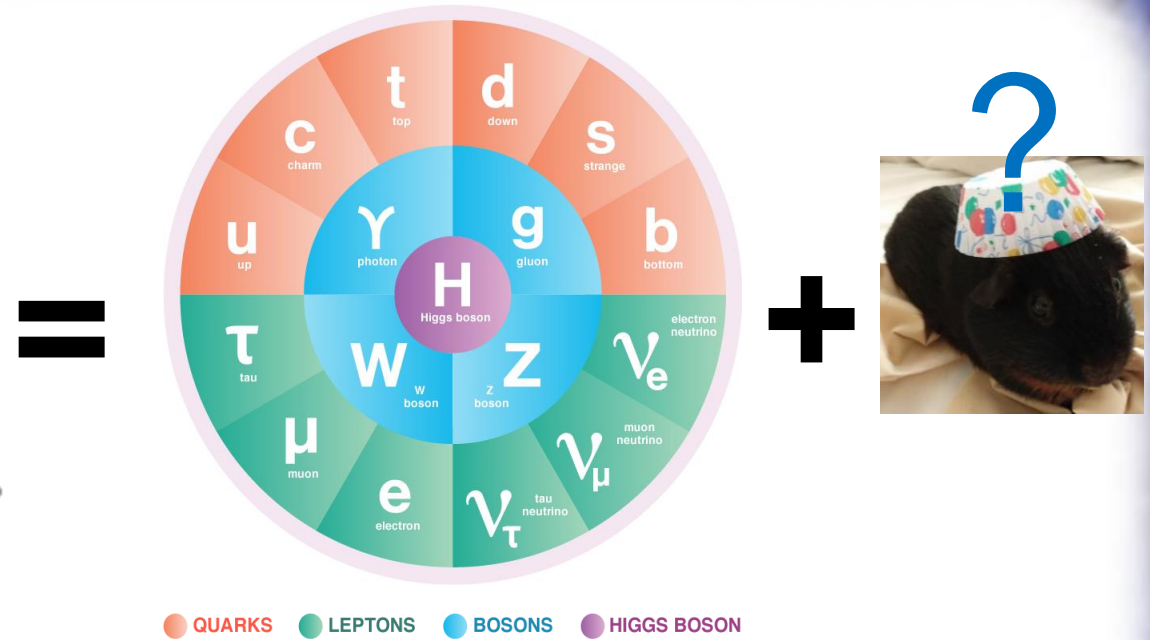 t
top
d
down
c
charm
s
strange
u
up
γ
photon
g
gluon
b
bottom
H
Higgs boson
?
=
+
τ
tau
W
W
boson
Z
Z
boson
νe
electron
neutrino
μ
muon
νμ
muon
neutrino
e
electron
ντ
tau
neutrino
QUARKS LEPTONS BOSONS HIGGS BOSON